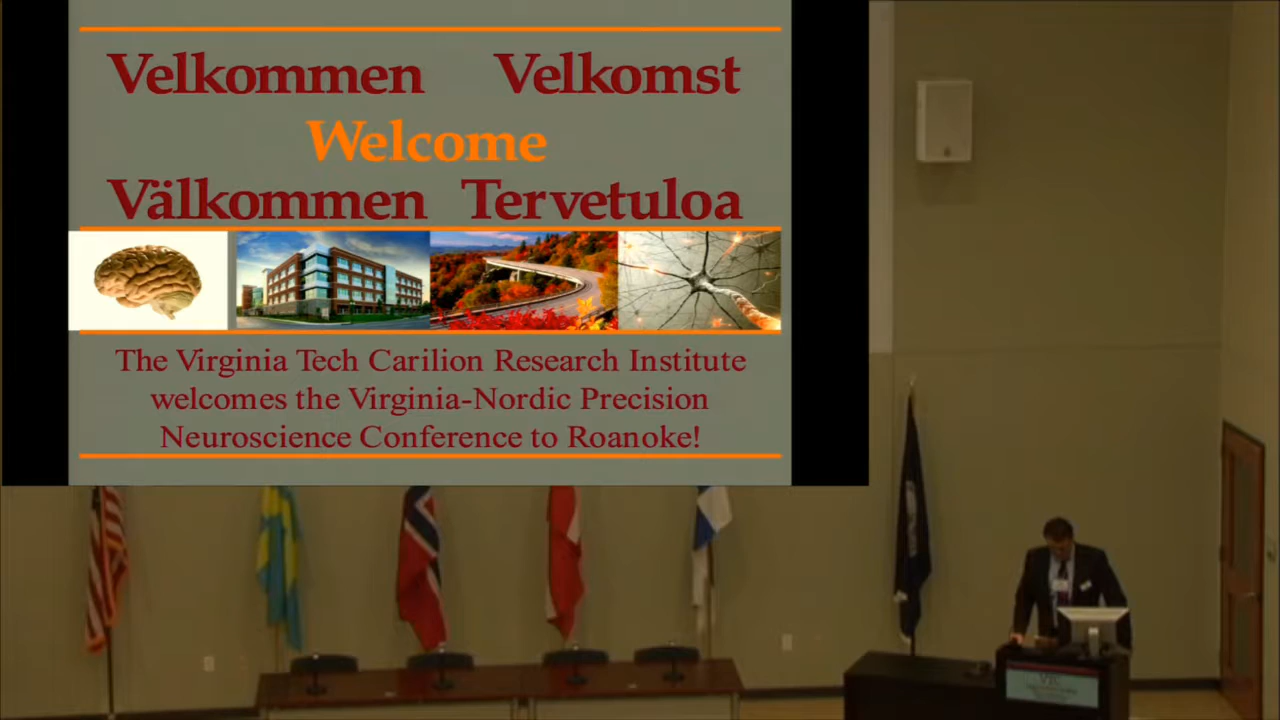 Velkommen Velkomst
Welcome
Välkommen Tervetuloa
The Virginia Tech Carilion Research Institute
welcomes the Virginia-Nordic Precision
Neuroscience Conference to Roanoke!
VTC